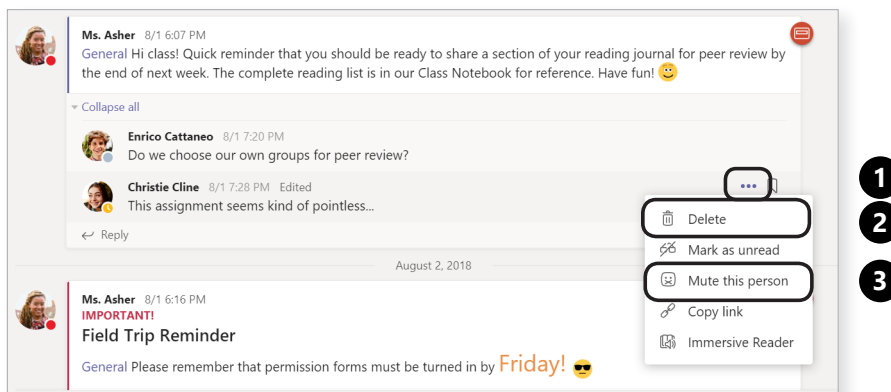 Ms. Asher 8/1 6:07 PM
General Hi class! Quick reminder that you should be ready to share a section of your reading journal for peer review by
the end of next week. The complete reading list is in our Class Notebook for reference. Have fun!
Collapse all
Enrico Cattaneo 8/1 7:20 PM
Do we choose our own groups for peer review?
Christie Cline 8/1 7:28 PM Edited
This assignment seems kind of pointless...
Reply
1
Delete
2
Mark as unread
Mute this person
3
Copy link
Immersive Reader
August 2, 2018
Ms. Asher 8/1 6:16 PM
IMPORTANT!
Field Trip Reminder
General Please remember that permission forms must be turned in by Friday!